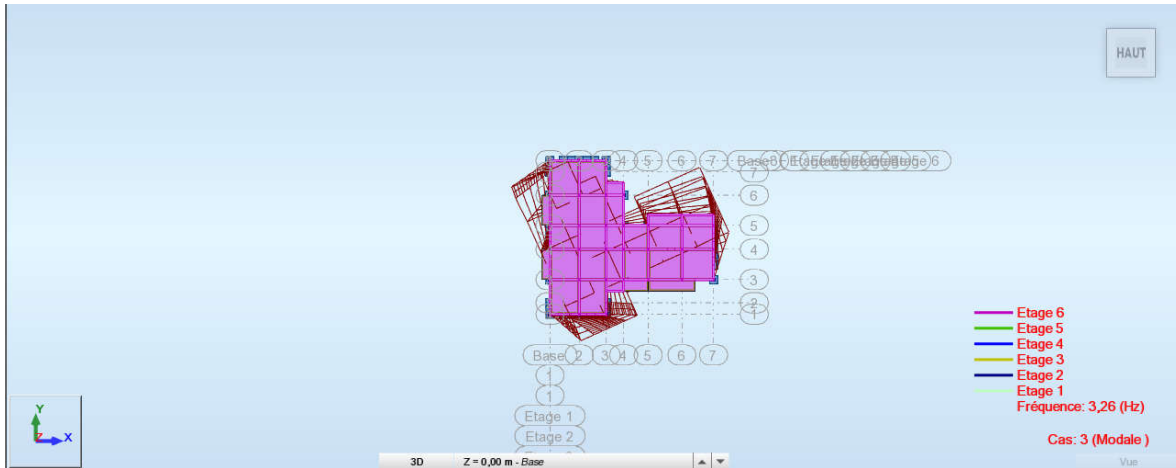 HAUT
4 5 6 7
7
6
5
4
3
2
1
Base 2 3 4 5 6 7
1
1
Etage 1
Etage 2
Etage 6
Etage 5
Etage 4
Etage 3
Etage 2
Etage 1
Fréquence: 3,26 (Hz)
Cas: 3 (Modale )
Y
Z X
3D Z = 0,00 m - Base
Vue